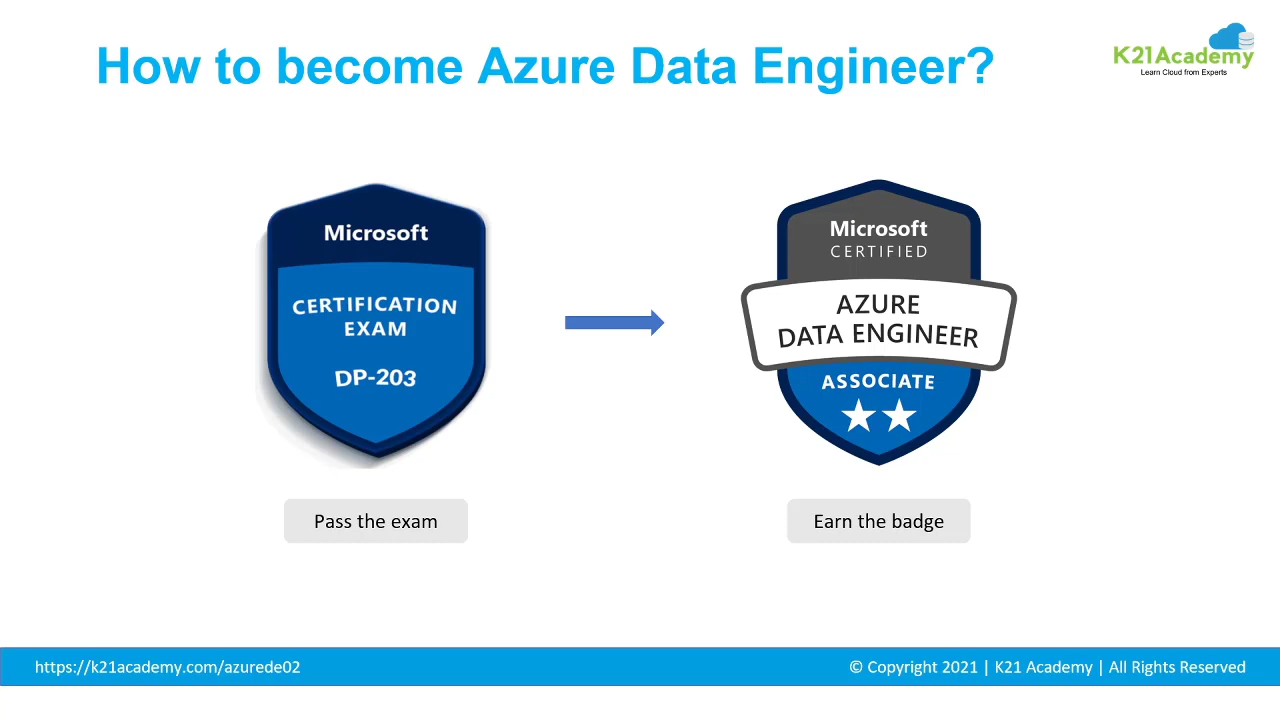 How to become Azure Data Engineer?
K21Academy
Learn Cloud from Experts
Microsoft
CERTIFICATION
EXAM
DP-203
Pass the exam
Microsoft
CERTIFIED
AZURE
DATA ENGINEER
ASSOCIATE
Earn the badge
https://k21academy.com/azurede02
© Copyright 2021 | K21 Academy | All Rights Reserved